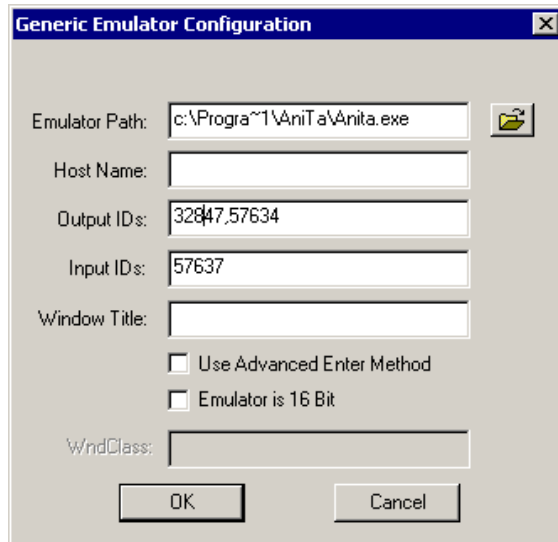 Generic Emulator Configuration
Emulator Path: c:\Progra~1\AniTa\Anita.exe
Host Name:
Output IDs: 32847,57634
Input IDs: 57637
Window Title:
Use Advanced Enter Method
Emulator is 16 Bit
WndClass:
OK Cancel